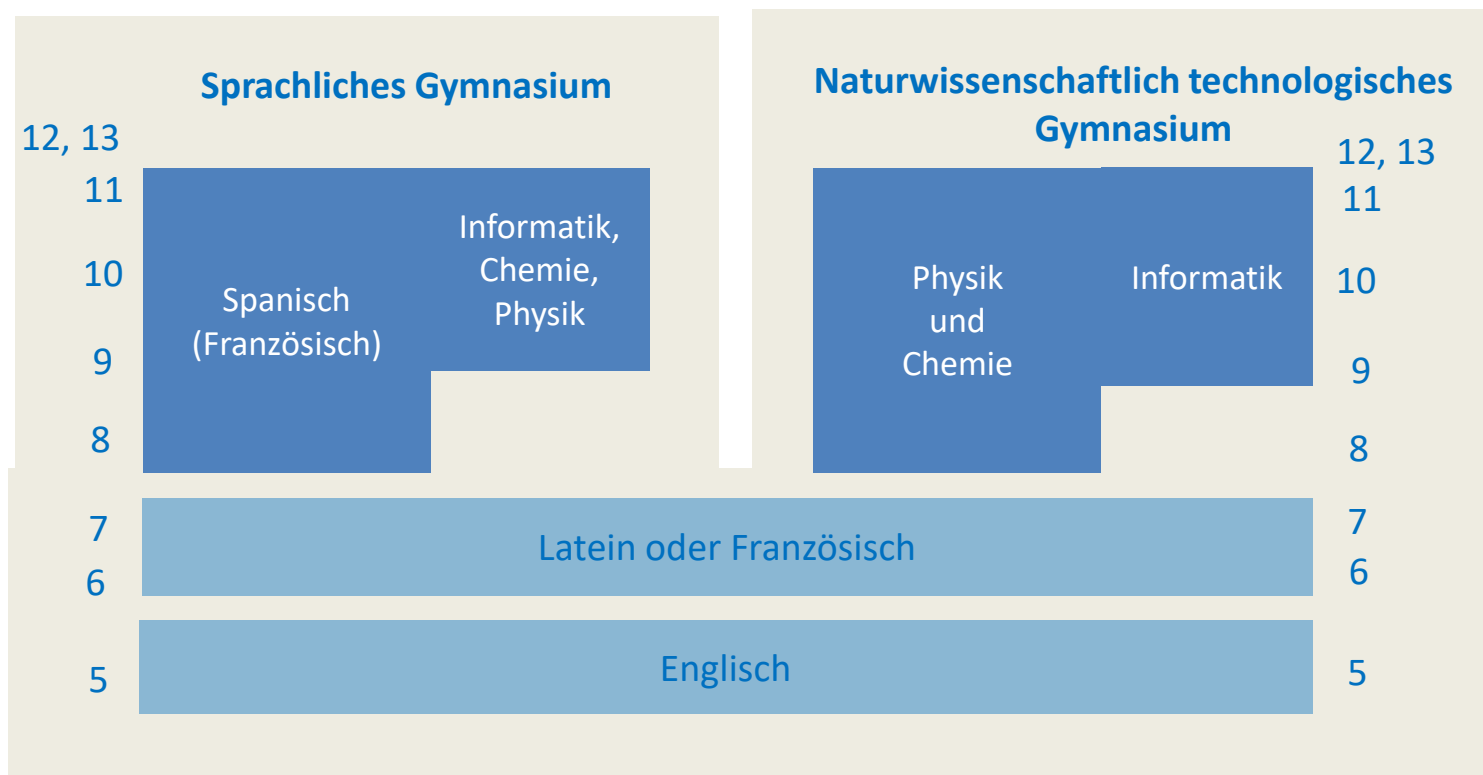 Sprachliches Gymnasium
12, 13
11
10
9
8
Spanisch
(Französisch)
Informatik,
Chemie,
Physik
Naturwissenschaftlich technologisches
Gymnasium
Physik
und
Chemie
Informatik
12, 13
11
10
9
8
7
6
Latein oder Französisch
7
6
5
Englisch
5